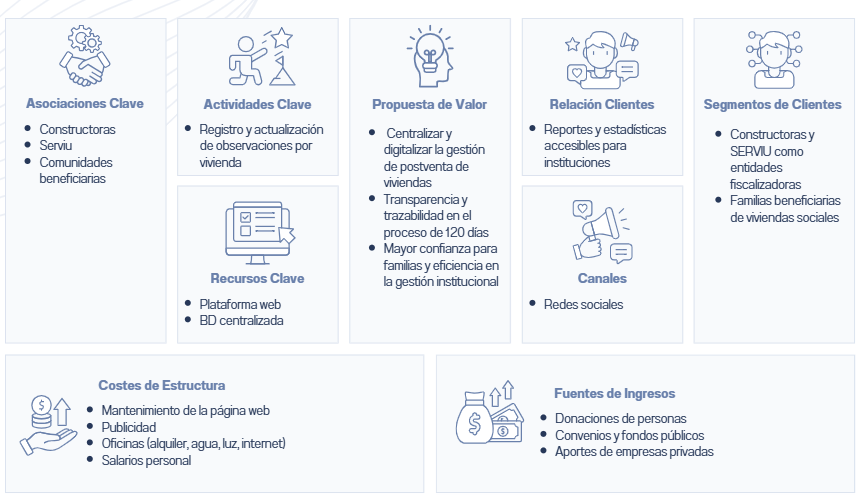 Asociaciones Clave
Constructoras
Serviu
Comunidades
beneficiarias
Actividades Clave
Registro y actualización
de observaciones por
vivienda
Recursos Clave
Plataforma web
BD centralizada
Propuesta de Valor
Centralizar y
digitalizar la gestión
de postventa de
viviendas
Transparencia y
trazabilidad en el
proceso de 120 días
Mayor confianza para
familias y eficiencia en
la gestión institucional
Relación Clientes
Reportes y estadísticas
accesibles para
instituciones
Canales
Redes sociales
Segmentos de Clientes
Constructoras y
SERVIU como
entidades
fiscalizadoras
Familias beneficiarias
de viviendas sociales
Costes de Estructura
Mantenimiento de la página web
Publicidad
Oficinas (alquiler, agua, luz, internet)
Salarios personal
Fuentes de Ingresos
Donaciones de personas
Convenios y fondos públicos
Aportes de empresas privadas